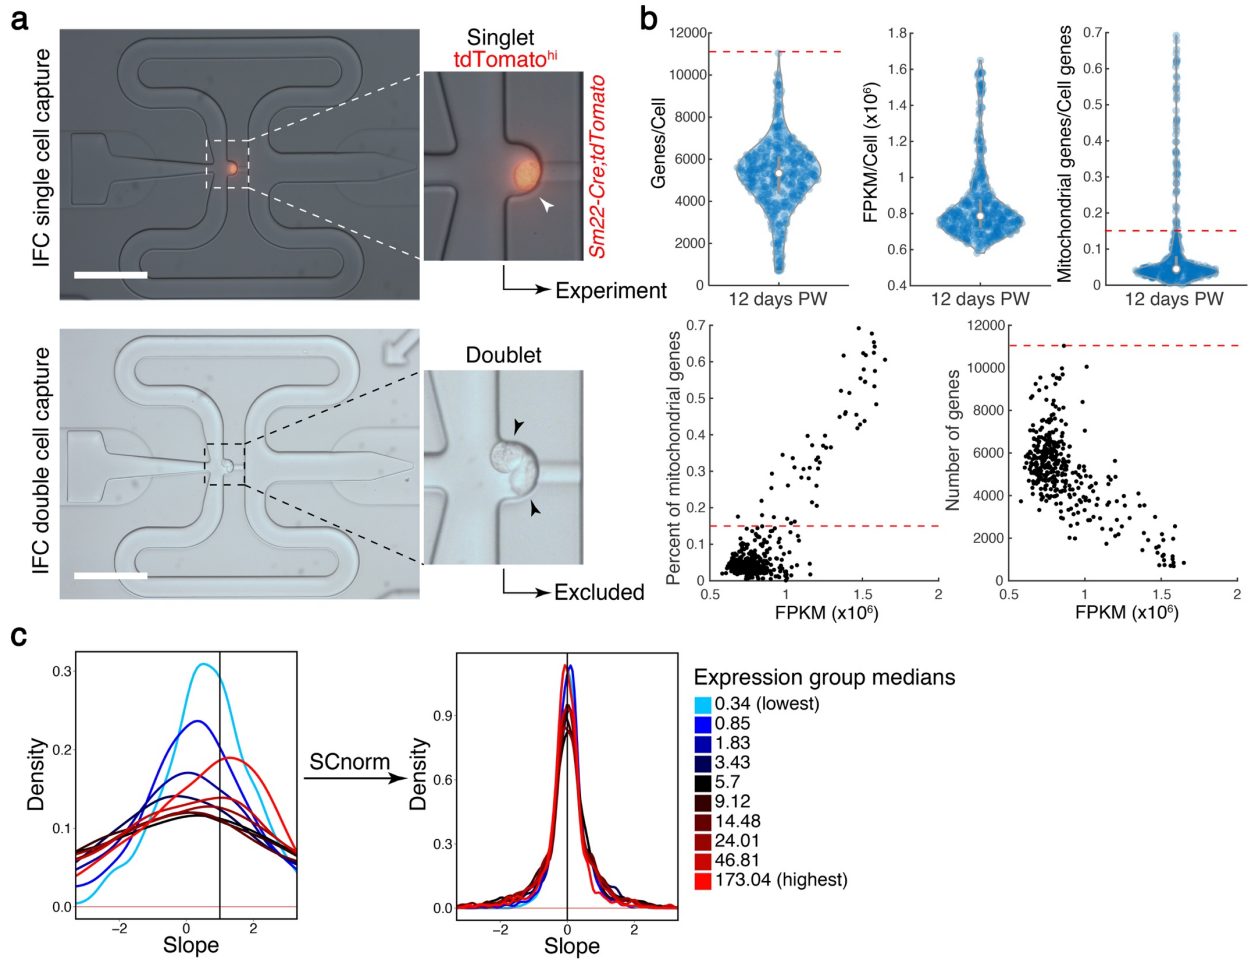 a
IFC single cell capture
Singlet
tdTomatoʰⁱ
Sm22-Cre;tdTomato
Experiment
IFC double cell capture
Doublet
Excluded
b
Genes/Cell
12000
10000
8000
6000
4000
2000
0
12 days PW
FPKM/Cell (x10⁶)
1.8
1.6
1.4
1.2
1
0.8
0.6
0.4
12 days PW
Mitochondrial genes/Cell genes
0.7
0.6
0.5
0.4
0.3
0.2
0.1
0
12 days PW
Percent of mitochondrial genes
0.7
0.6
0.5
0.4
0.3
0.2
0.1
0
0.5 1 1.5 2
FPKM (x10⁶)
Number of genes
12000
10000
8000
6000
4000
2000
0
0.5 1 1.5 2
FPKM (x10⁶)
c
Density
0.3
0.2
0.1
0.0
−2 0 2
Slope
SCnorm
Density
0.9
0.6
0.3
0.0
−2 0 2
Slope
Expression group medians
0.34 (lowest)
0.85
1.83
3.43
5.7
9.12
14.48
24.01
46.81
173.04 (highest)